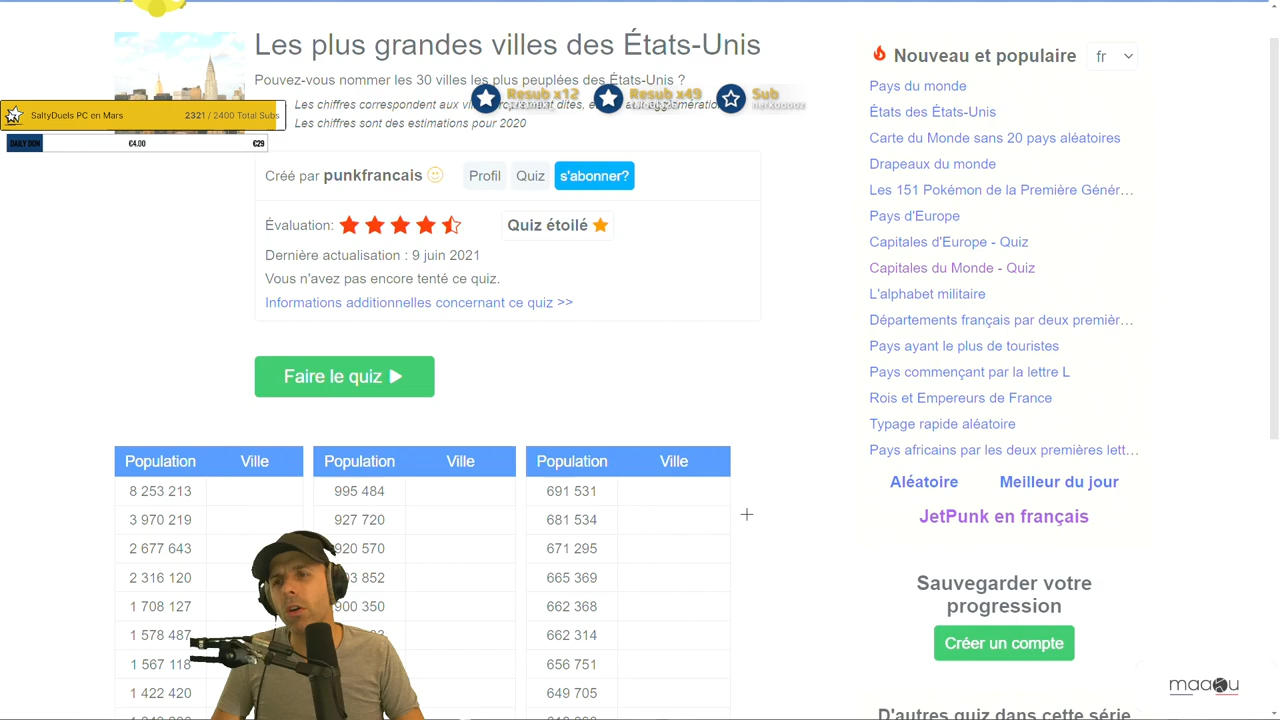 Les plus grandes villes des États-Unis
Pouvez-vous nommer les 30 villes les plus peuplées des États-Unis ?
Les chiffres correspondent aux
Les chiffres sont des estimations pour 2020
Resub x12
Resub x49
Sub
SaltyDuels PC en Mars
2321 / 2400 Total Subs
DAILY DON
€4.00
€29
Créé par punkfrancais
Profil
Quiz
s'abonner?
Évaluation:
Quiz étoilé
Dernière actualisation : 9 juin 2021
Vous n'avez pas encore tenté ce quiz.
Informations additionnelles concernant ce quiz >>
Faire le quiz
Population Ville Population Ville Population Ville
8 253 213 995 484 691 531
3 970 219 927 720 681 534
2 677 643 920 570 671 295
2 316 120 665 369
1 708 127 900 350 662 368
1 578 487 662 314
1 567 118 656 751
1 422 420 649 705
Nouveau et populaire
fr
Pays du monde
États des États-Unis
Carte du Monde sans 20 pays aléatoires
Drapeaux du monde
Les 151 Pokémon de la Première Génér…
Pays d'Europe
Capitales d'Europe - Quiz
Capitales du Monde - Quiz
L'alphabet militaire
Départements français par deux premièr…
Pays ayant le plus de touristes
Pays commençant par la lettre L
Rois et Empereurs de France
Typage rapide aléatoire
Pays africains par les deux premières lett…
Aléatoire
Meilleur du jour
JetPunk en français
Sauvegarder votre
progression
Créer un compte
D'autres quiz dans cette série